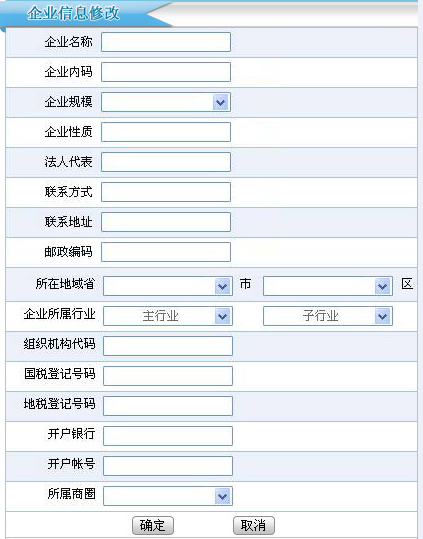 企业信息修改
企业名称
企业内码
企业规模
企业性质
法人代表
联系方式
联系地址
邮政编码
所在地域省 市 区
企业所属行业 主行业 子行业
组织机构代码
国税登记号码
地税登记号码
开户银行
开户帐号
所属商圈
确定 取消